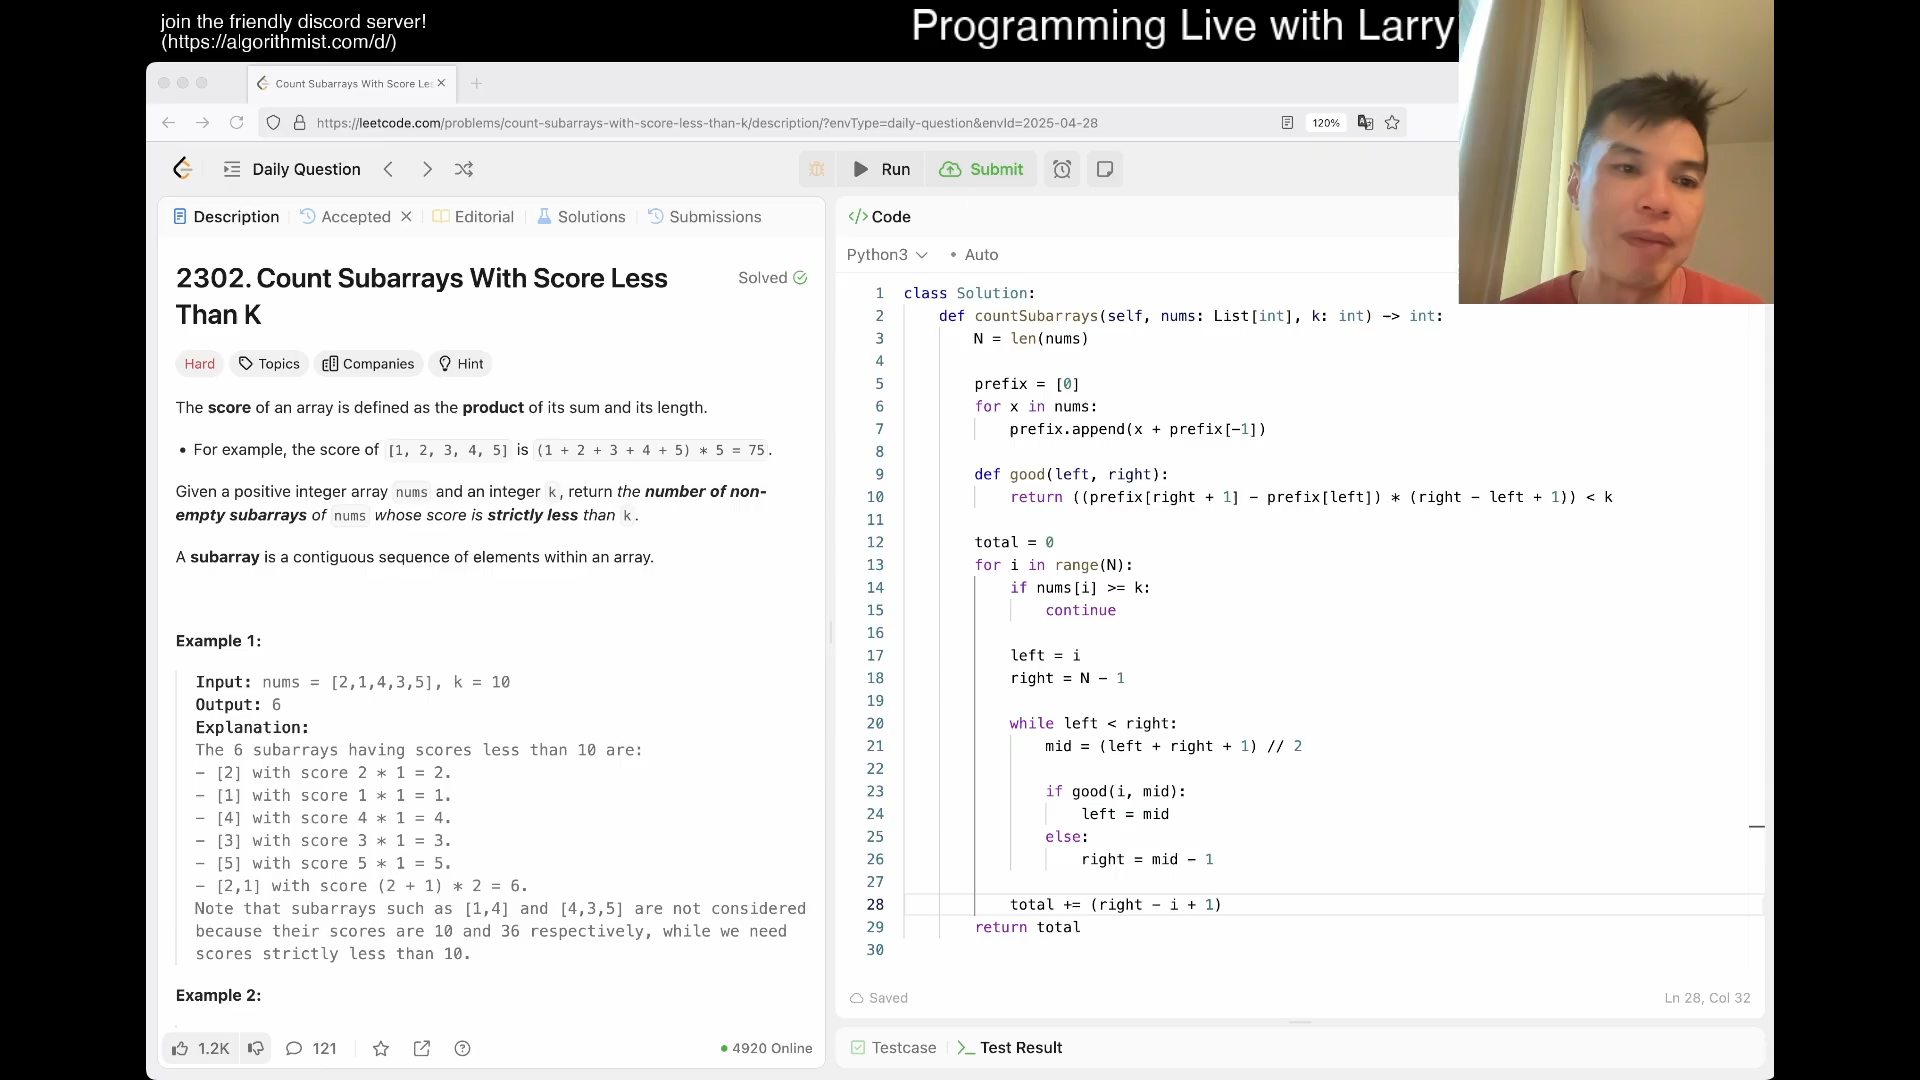 join the friendly discord server!
(https://algorithmist.com/d/)
Programming Live with Larry
Count Subarrays With Score Les
https://leetcode.com/problems/count-subarrays-with-score-less-than-k/description/?envType=daily-question&envId=2025-04-28
120%
Daily Question
Run
Submit
Description
Accepted
Editorial
Solutions
Submissions
2302. Count Subarrays With Score Less
Than K
Solved
Hard
Topics
Companies
Hint
The score of an array is defined as the product of its sum and its length.
• For example, the score of [1, 2, 3, 4, 5] is (1 + 2 + 3 + 4 + 5) * 5 = 75.
Given a positive integer array nums and an integer k, return the number of non-
empty subarrays of nums whose score is strictly less than k.
A subarray is a contiguous sequence of elements within an array.
Example 1:
Input: nums = [2,1,4,3,5], k = 10
Output: 6
Explanation:
The 6 subarrays having scores less than 10 are:
- [2] with score 2 * 1 = 2.
- [1] with score 1 * 1 = 1.
- [4] with score 4 * 1 = 4.
- [3] with score 3 * 1 = 3.
- [5] with score 5 * 1 = 5.
- [2,1] with score (2 + 1) * 2 = 6.
Note that subarrays such as [1,4] and [4,3,5] are not considered
because their scores are 10 and 36 respectively, while we need
scores strictly less than 10.
Example 2:
1.2K
121
4920 Online
</> Code
Python3
• Auto
1 class Solution:
2 def countSubarrays(self, nums: List[int], k: int) -> int:
3 N = len(nums)
4
5 prefix = [0]
6 for x in nums:
7 prefix.append(x + prefix[-1])
8
9 def good(left, right):
10 return ((prefix[right + 1] - prefix[left]) * (right - left + 1)) < k
11
12 total = 0
13 for i in range(N):
14 if nums[i] >= k:
15 continue
16
17 left = i
18 right = N - 1
19
20 while left < right:
21 mid = (left + right + 1) // 2
22
23 if good(i, mid):
24 left = mid
25 else:
26 right = mid - 1
27
28 total += (right - i + 1)
29 return total
30
Saved
Ln 28, Col 32
Testcase
Test Result